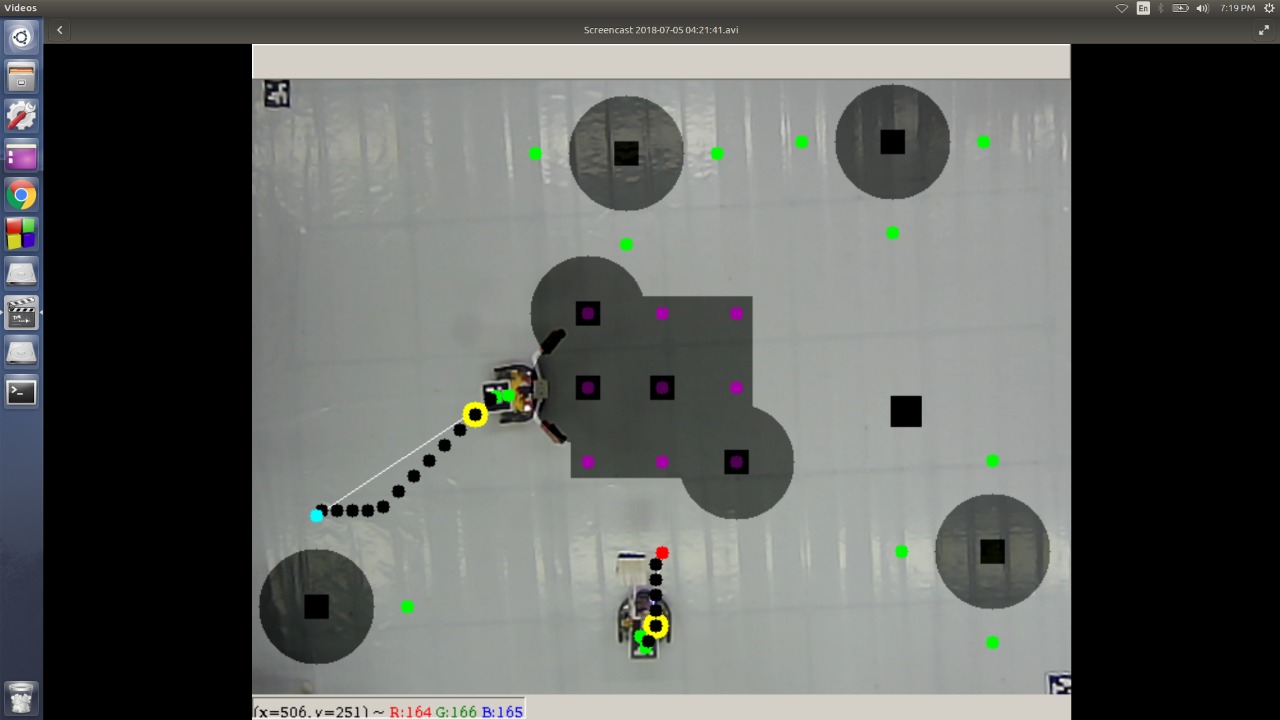 Videos
En
7:19 PM
Screencast 2018-07-05 04:21:41.avi
(x=506, y=251) ~ R:164 G:166 B:165